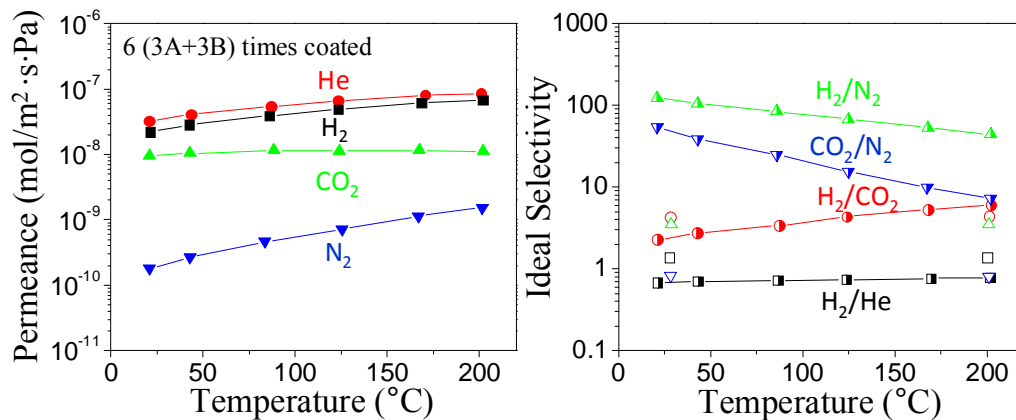 Permeance (mol/m²·s·Pa)
10⁻⁶
10⁻⁷
10⁻⁸
10⁻⁹
10⁻¹⁰
10⁻¹¹
6 (3A+3B) times coated
He
H₂
CO₂
N₂
0 50 100 150 200
Temperature (°C)
Ideal Selectivity
1000
100
10
1
0.1
H₂/N₂
CO₂/N₂
H₂/CO₂
H₂/He
0 50 100 150 200
Temperature (°C)